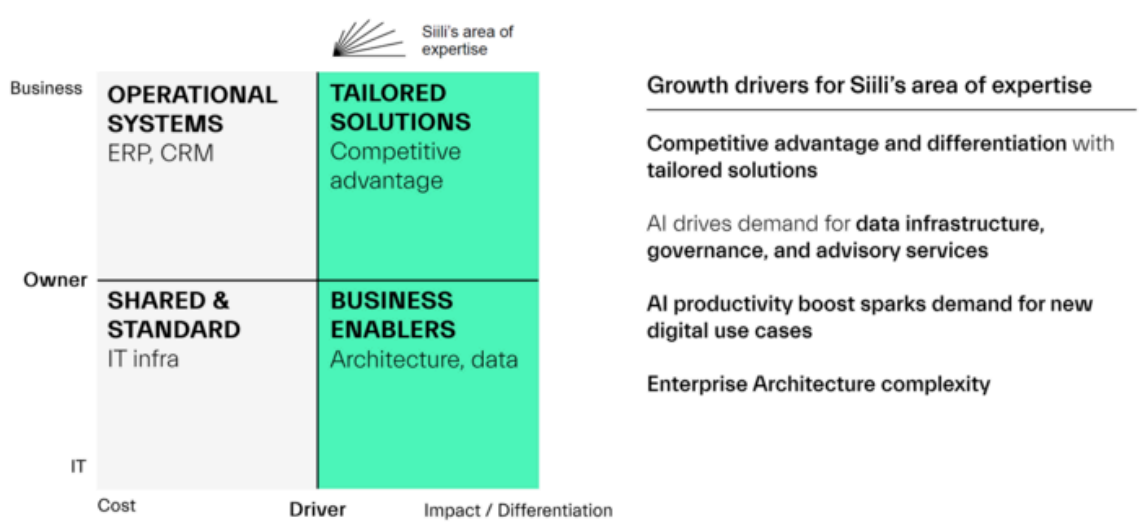 Siili's area of
expertise
Business
OPERATIONAL
SYSTEMS
ERP, CRM
TAILORED
SOLUTIONS
Competitive
advantage
Owner
SHARED &
STANDARD
IT infra
BUSINESS
ENABLERS
Architecture, data
IT
Cost
Driver
Impact / Differentiation
Growth drivers for Siili's area of expertise
Competitive advantage and differentiation with
tailored solutions
AI drives demand for data infrastructure,
governance, and advisory services
AI productivity boost sparks demand for new
digital use cases
Enterprise Architecture complexity